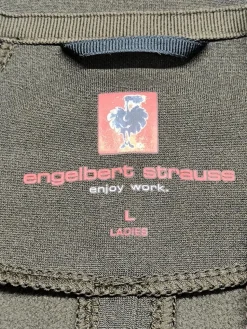 engelbert strauss
enjoy work.
L
LADIES